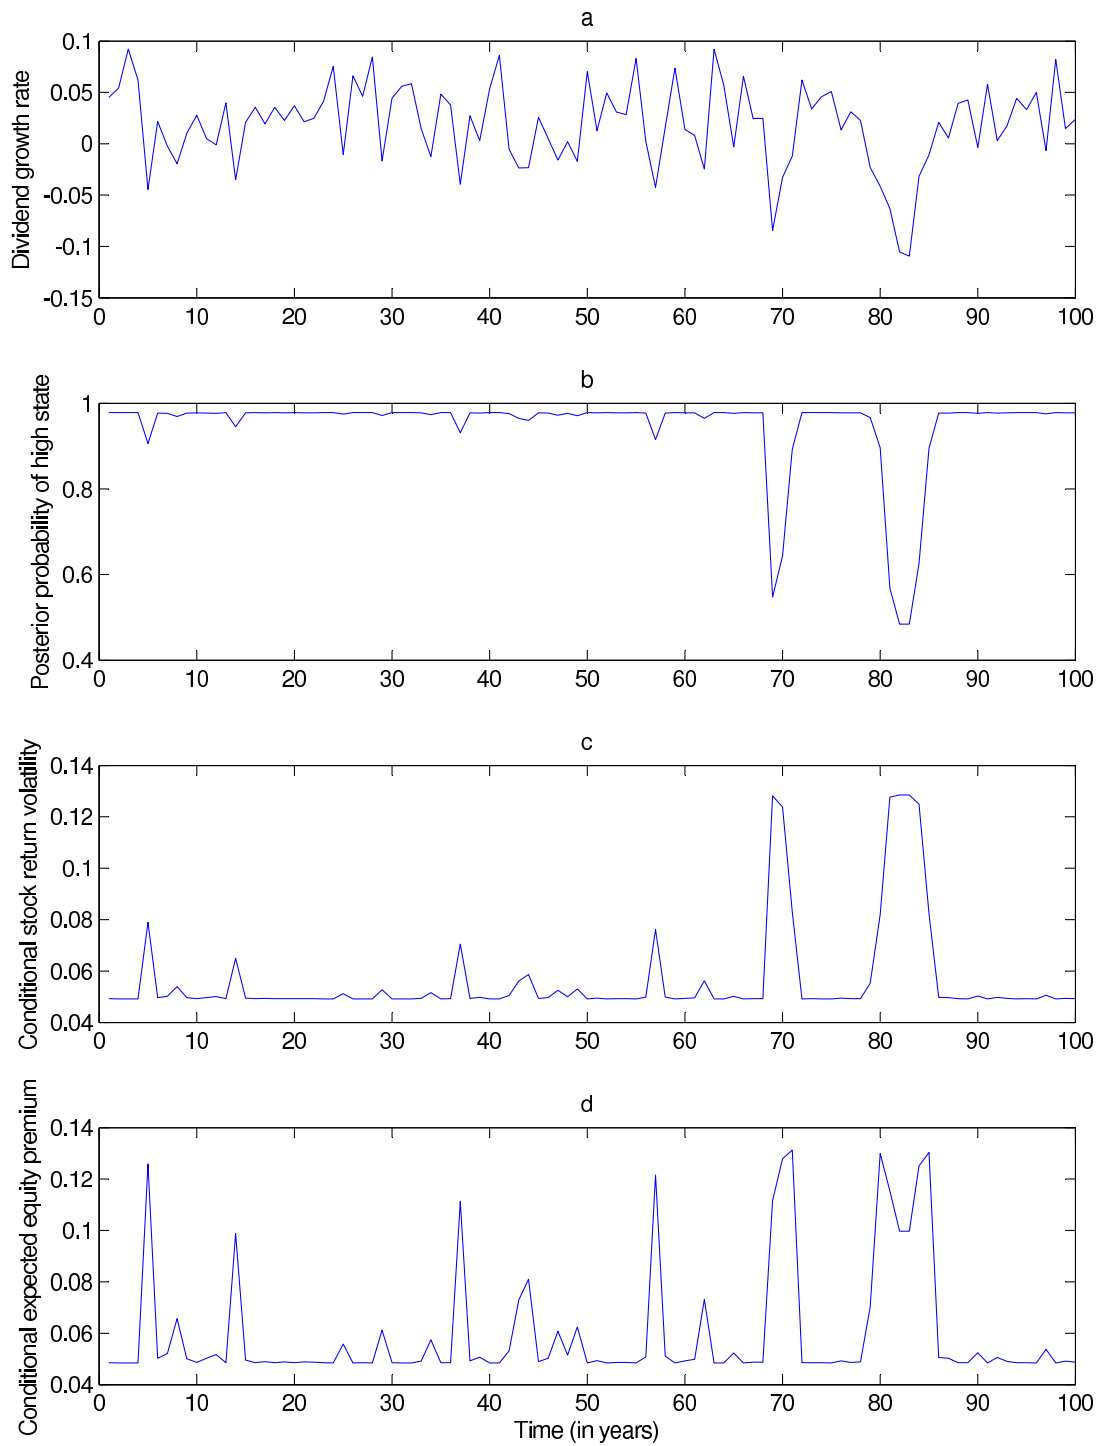 a
Dividend growth rate
0.1
0.05
0
-0.05
-0.1
-0.15
0 10 20 30 40 50 60 70 80 90 100
b
Posterior probability of high state
1
0.8
0.6
0.4
0 10 20 30 40 50 60 70 80 90 100
c
Conditional stock return volatility
0.14
0.12
0.1
0.08
0.06
0.04
0 10 20 30 40 50 60 70 80 90 100
d
Conditional expected equity premium
0.14
0.12
0.1
0.08
0.06
0.04
0 10 20 30 40 50 60 70 80 90 100
Time (in years)